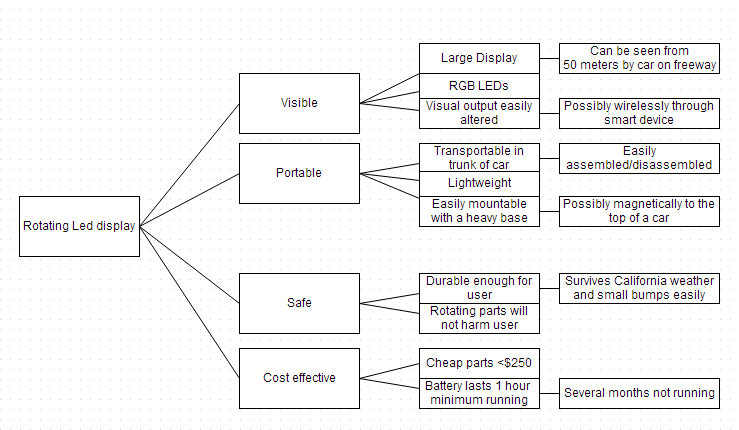 Rotating Led display
Visible
Large Display
Can be seen from
50 meters by car on freeway
RGB LEDs
Visual output easily
altered
Possibly wirelessly through
smart device
Portable
Transportable in
trunk of car
Easily
assembled/disassembled
Lightweight
Easily mountable
with a heavy base
Possibly magnetically to the
top of a car
Safe
Durable enough for
user
Survives California weather
and small bumps easily
Rotating parts will
not harm user
Cost effective
Cheap parts <$250
Battery lasts 1 hour
minimum running
Several months not running